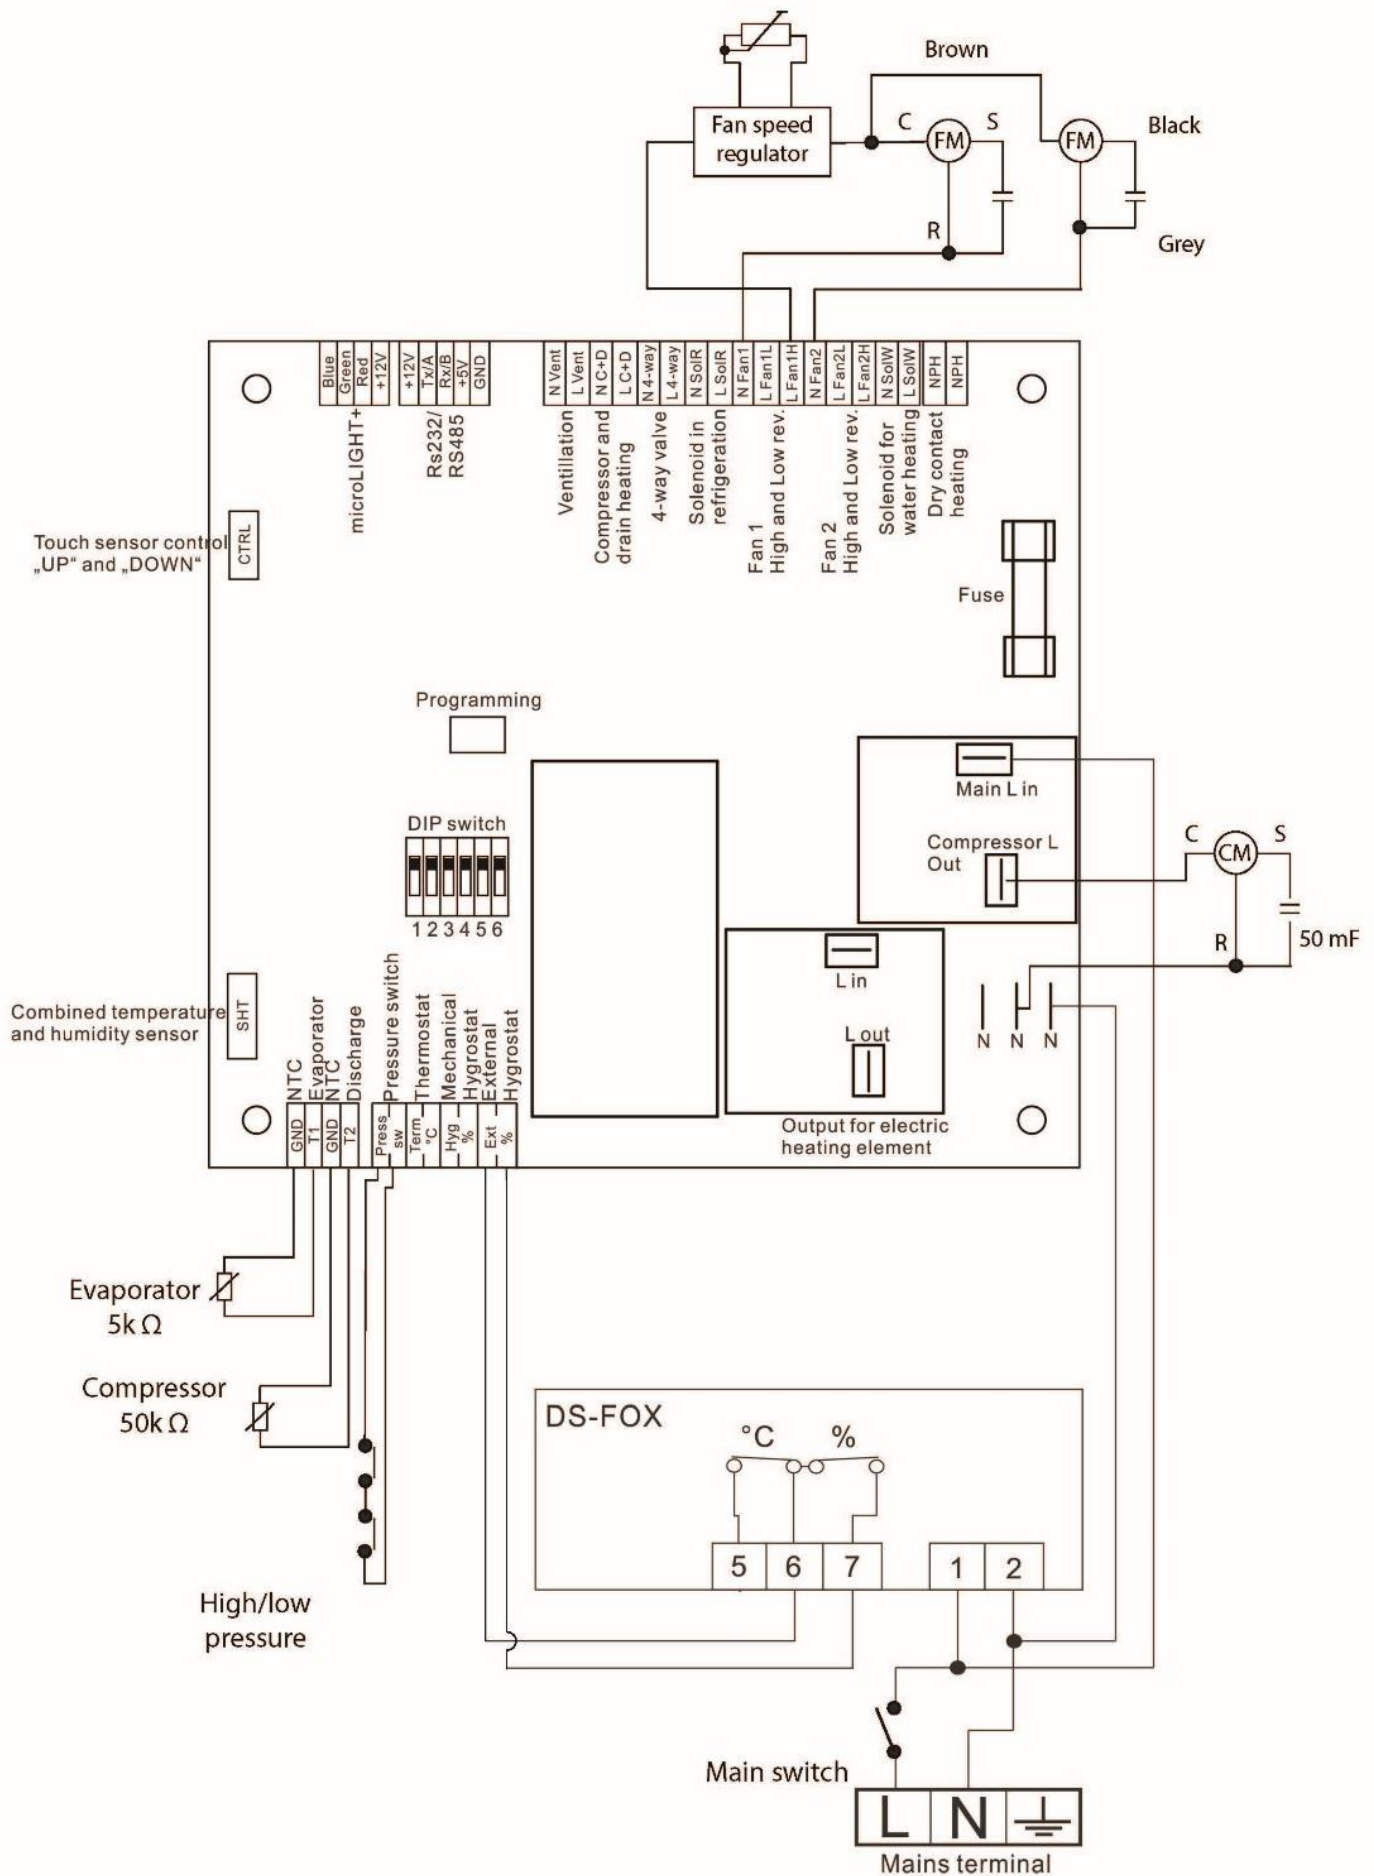 Brown
Fan speed
regulator
C
FM
S
FM
Black
R
Grey
Blue
Green
Red
+12V
+12V
Tx/A
Rx/B
+5V
GND
N Vent
L Vent
N C+D
L C+D
N 4-way
L 4-way
N SolR
L SolR
N Fan1
L Fan1L
L Fan1H
N Fan2
L Fan2L
L Fan2H
N SolW
L SolW
NPH
NPH
microLIGHT+
Rs232/
RS485
Ventillation
Compressor and
drain heating
4-way valve
Solenoid in
refrigeration
Fan 1
High and Low rev.
Fan 2
High and Low rev.
Solenoid for
water heating
Dry contact
heating
Touch sensor control
„UP“ and „DOWN“
CTRL
Fuse
Programming
Main L in
DIP switch
Compressor L
Out
C
CM
S
1 2 3 4 5 6
R
50 mF
L in
Combined temperature
and humidity sensor
SHT
L out
N
N
N
NTC
Evaporator
NTC
Discharge
Pressure switch
Thermostat
Mechanical
Hygrostat
External
Hygrostat
GND
T1
GND
T2
Press
sw
Term
°C
Hyg
%
Ext
%
Output for electric
heating element
Evaporator
5k Ω
Compressor
50k Ω
DS-FOX
°C
%
5
6
7
1
2
High/low
pressure
Main switch
L
N
Mains terminal